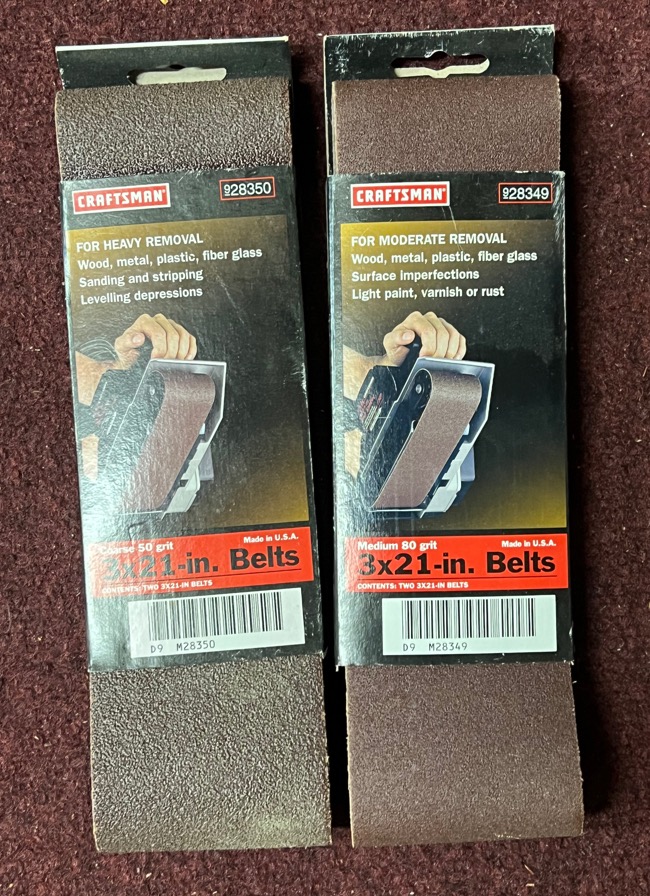 CRAFTSMAN®
928350
FOR HEAVY REMOVAL
Wood, metal, plastic, fiber glass
Sanding and stripping
Levelling depressions
Made in U.S.A.
Coarse 50 grit
3x21-in. Belts
CONTENTS: TWO 3X21-IN BELTS
D9 M28350
CRAFTSMAN®
928349
FOR MODERATE REMOVAL
Wood, metal, plastic, fiber glass
Surface imperfections
Light paint, varnish or rust
Medium 80 grit
Made in U.S.A.
3x21-in. Belts
CONTENTS: TWO 3X21-IN BELTS
D9 M28349